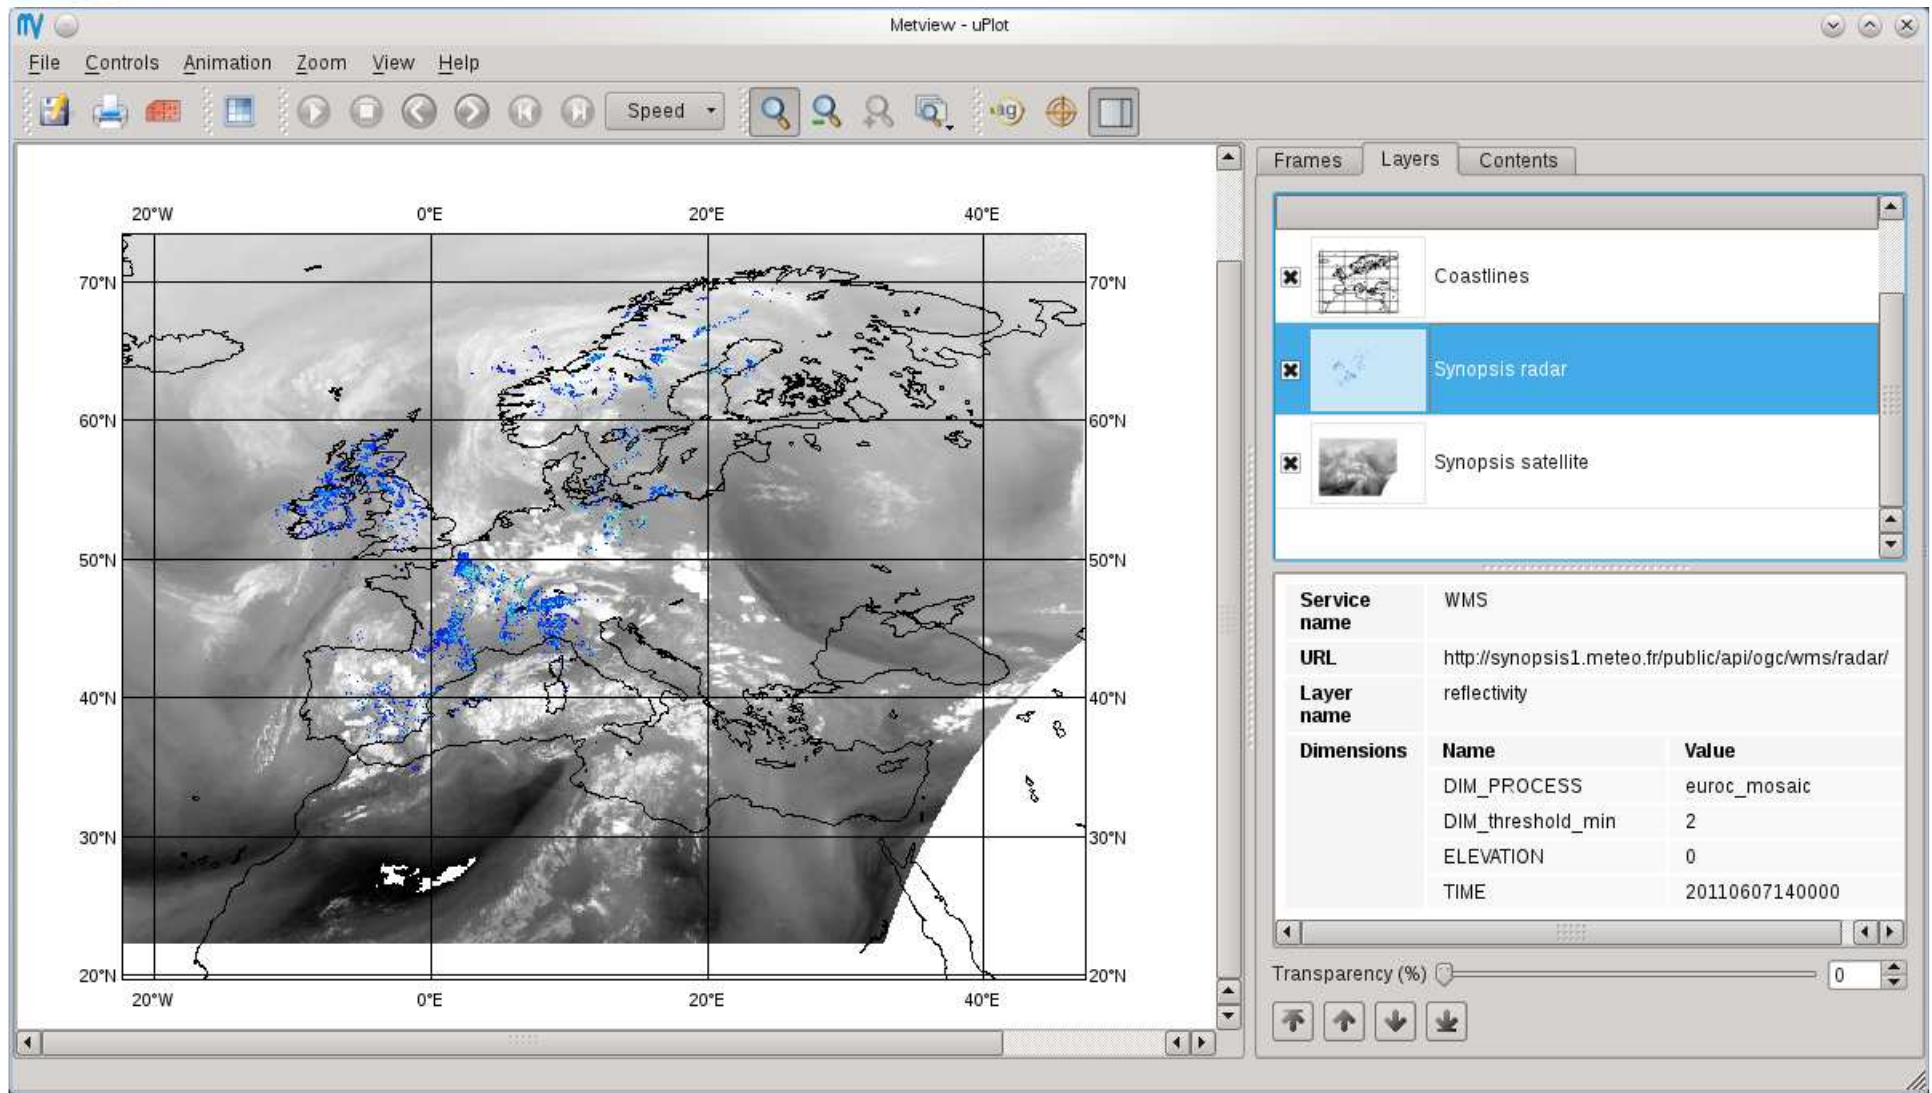 Metview - uPlot
File Controls Animation Zoom View Help
Speed
ag
Frames Layers Contents
20°W 0°E 20°E 40°E
70°N 70°N
60°N 60°N
50°N 50°N
40°N 40°N
30°N 30°N
20°N 20°N
20°W 0°E 20°E 40°E
Coastlines
Synopsis radar
Synopsis satellite
Service name WMS
URL http://synopsis1.meteo.fr/public/api/ogc/wms/radar/
Layer name reflectivity
Dimensions Name Value
DIM_PROCESS euroc_mosaic
DIM_threshold_min 2
ELEVATION 0
TIME 20110607140000
Transparency (%) 0